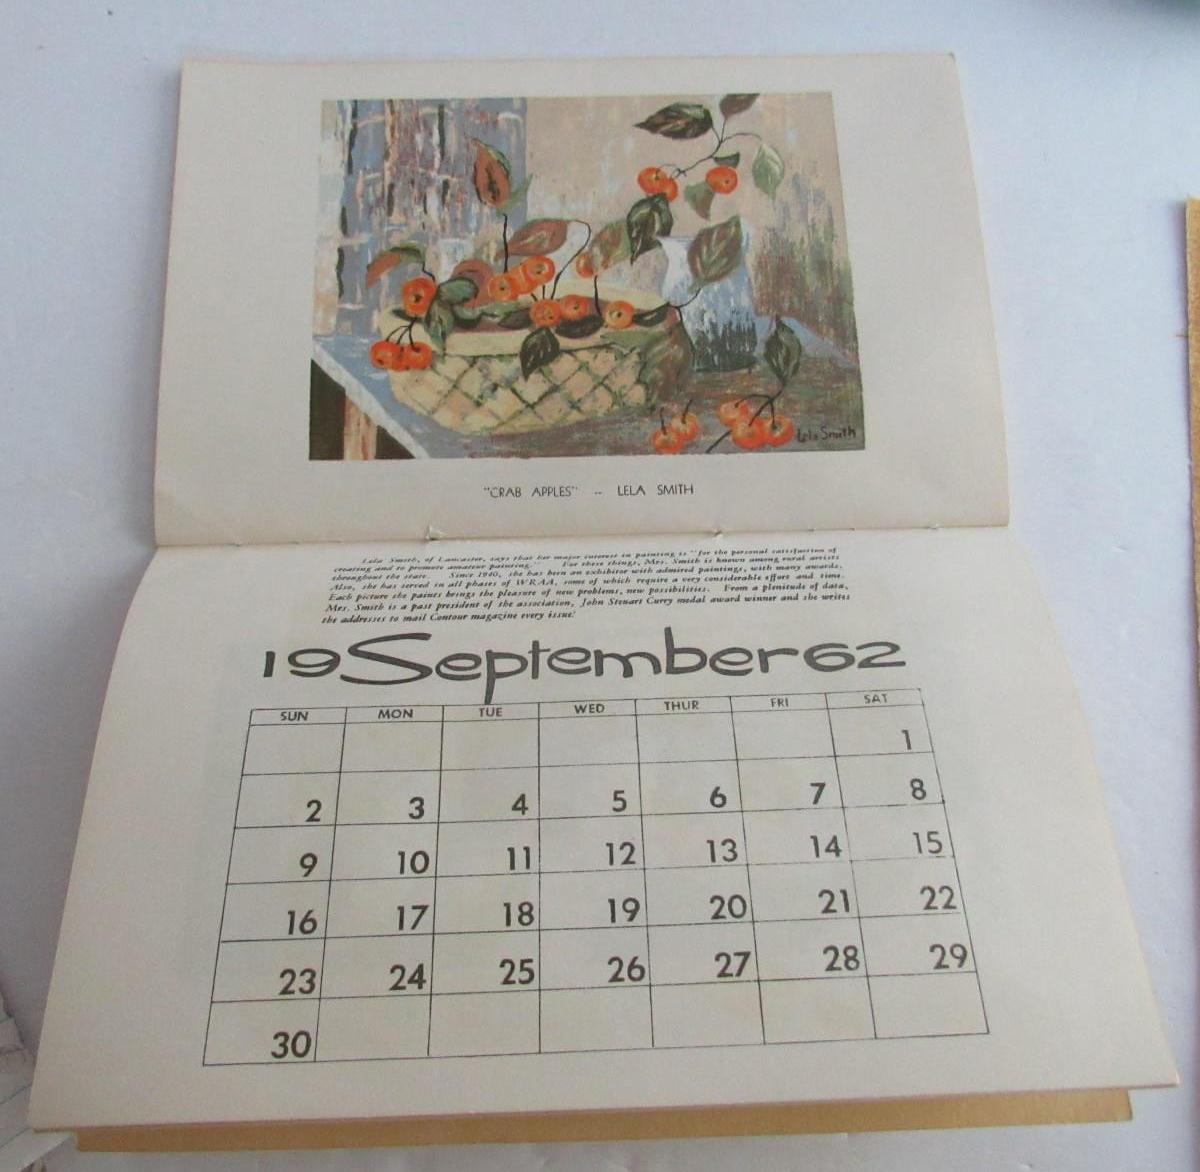 Lela Smith
"CRAB APPLES" -- LELA SMITH
Lela Smith, of Lancaster, says that her major interest in painting is "for the personal satisfaction of
creating and to promote amateur painting." For these things, Mrs. Smith is known among rural artists
throughout the state. Since 1940, she has been an exhibitor with admired paintings, with many awards.
Also, she has served in all phases of WRAA, some of which require a very considerable effort and time.
Each picture she paints brings the pleasure of new problems, new possibilities. From a plenitude of data,
Mrs. Smith is a past president of the association, John Steuart Curry medal award winner and she writes
the addresses to mail Contour magazine every issue!
19 September 62
SUN MON TUE WED THUR FRI SAT
1
2 3 4 5 6 7 8
9 10 11 12 13 14 15
16 17 18 19 20 21 22
23 24 25 26 27 28 29
30